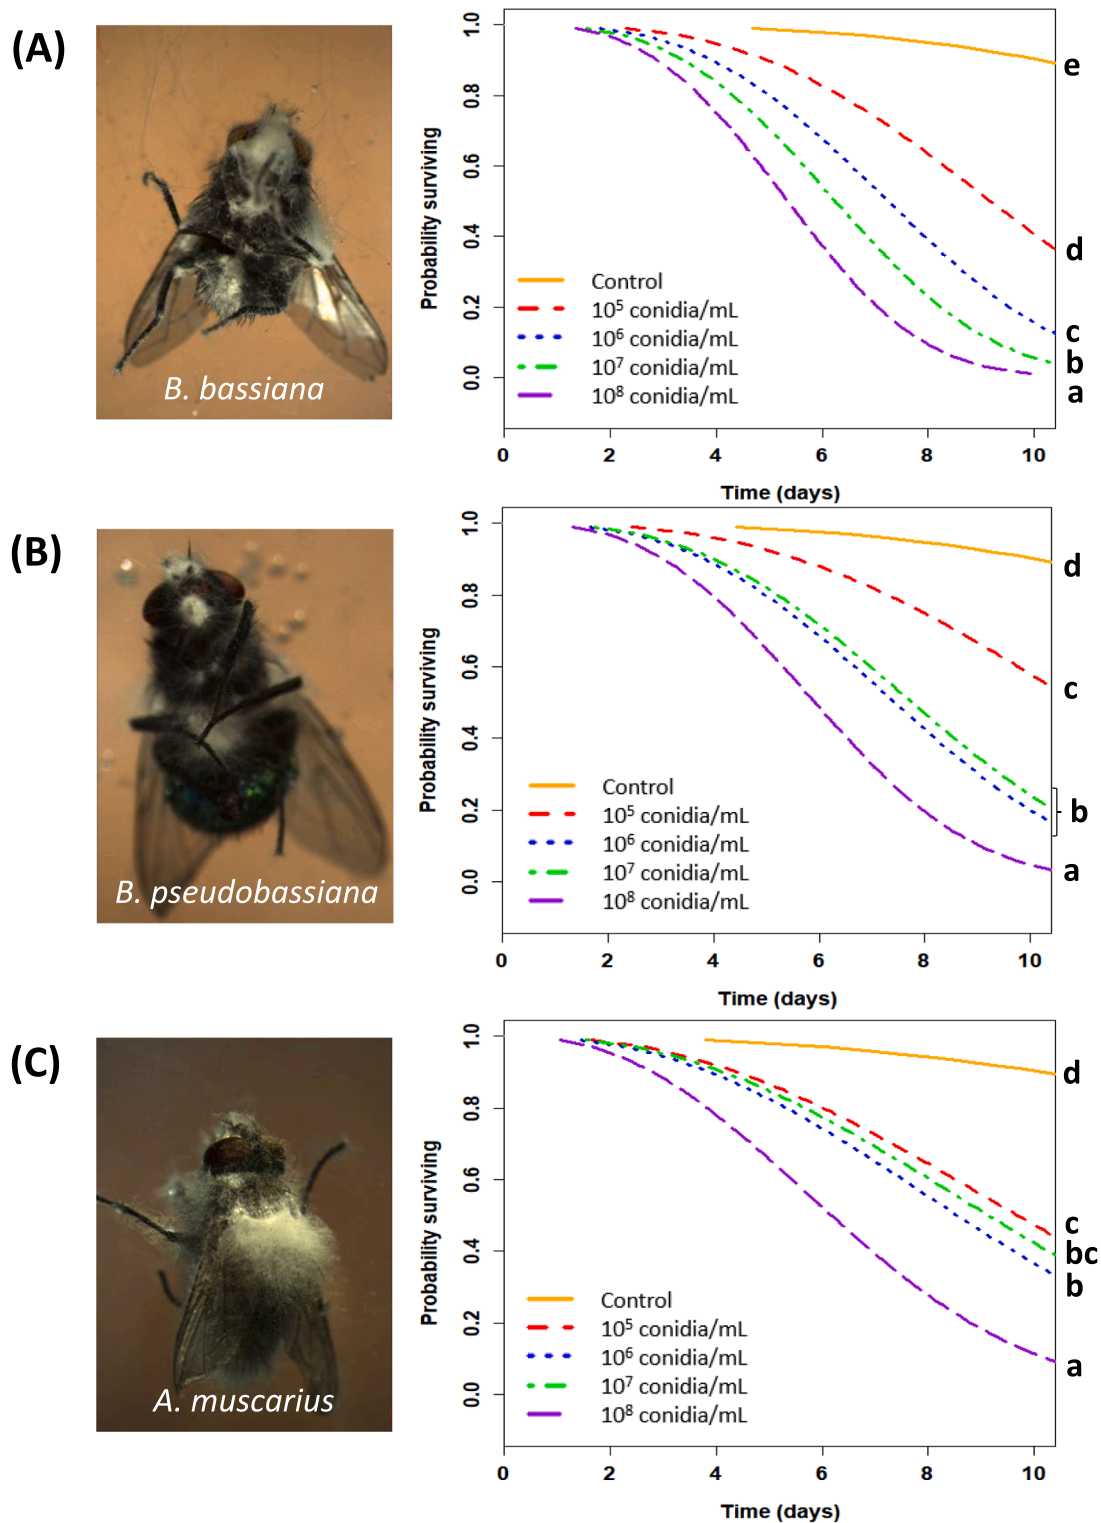 (A)
B. bassiana
Probability surviving
1.0
0.8
0.6
0.4
0.2
0.0
Control
10⁵ conidia/mL
10⁶ conidia/mL
10⁷ conidia/mL
10⁸ conidia/mL
e
d
c
b
a
0 2 4 6 8 10
Time (days)
(B)
B. pseudobassiana
Probability surviving
1.0
0.8
0.6
0.4
0.2
0.0
Control
10⁵ conidia/mL
10⁶ conidia/mL
10⁷ conidia/mL
10⁸ conidia/mL
d
c
b
a
0 2 4 6 8 10
Time (days)
(C)
A. muscarius
Probability surviving
1.0
0.8
0.6
0.4
0.2
0.0
Control
10⁵ conidia/mL
10⁶ conidia/mL
10⁷ conidia/mL
10⁸ conidia/mL
d
c
bc
b
a
0 2 4 6 8 10
Time (days)